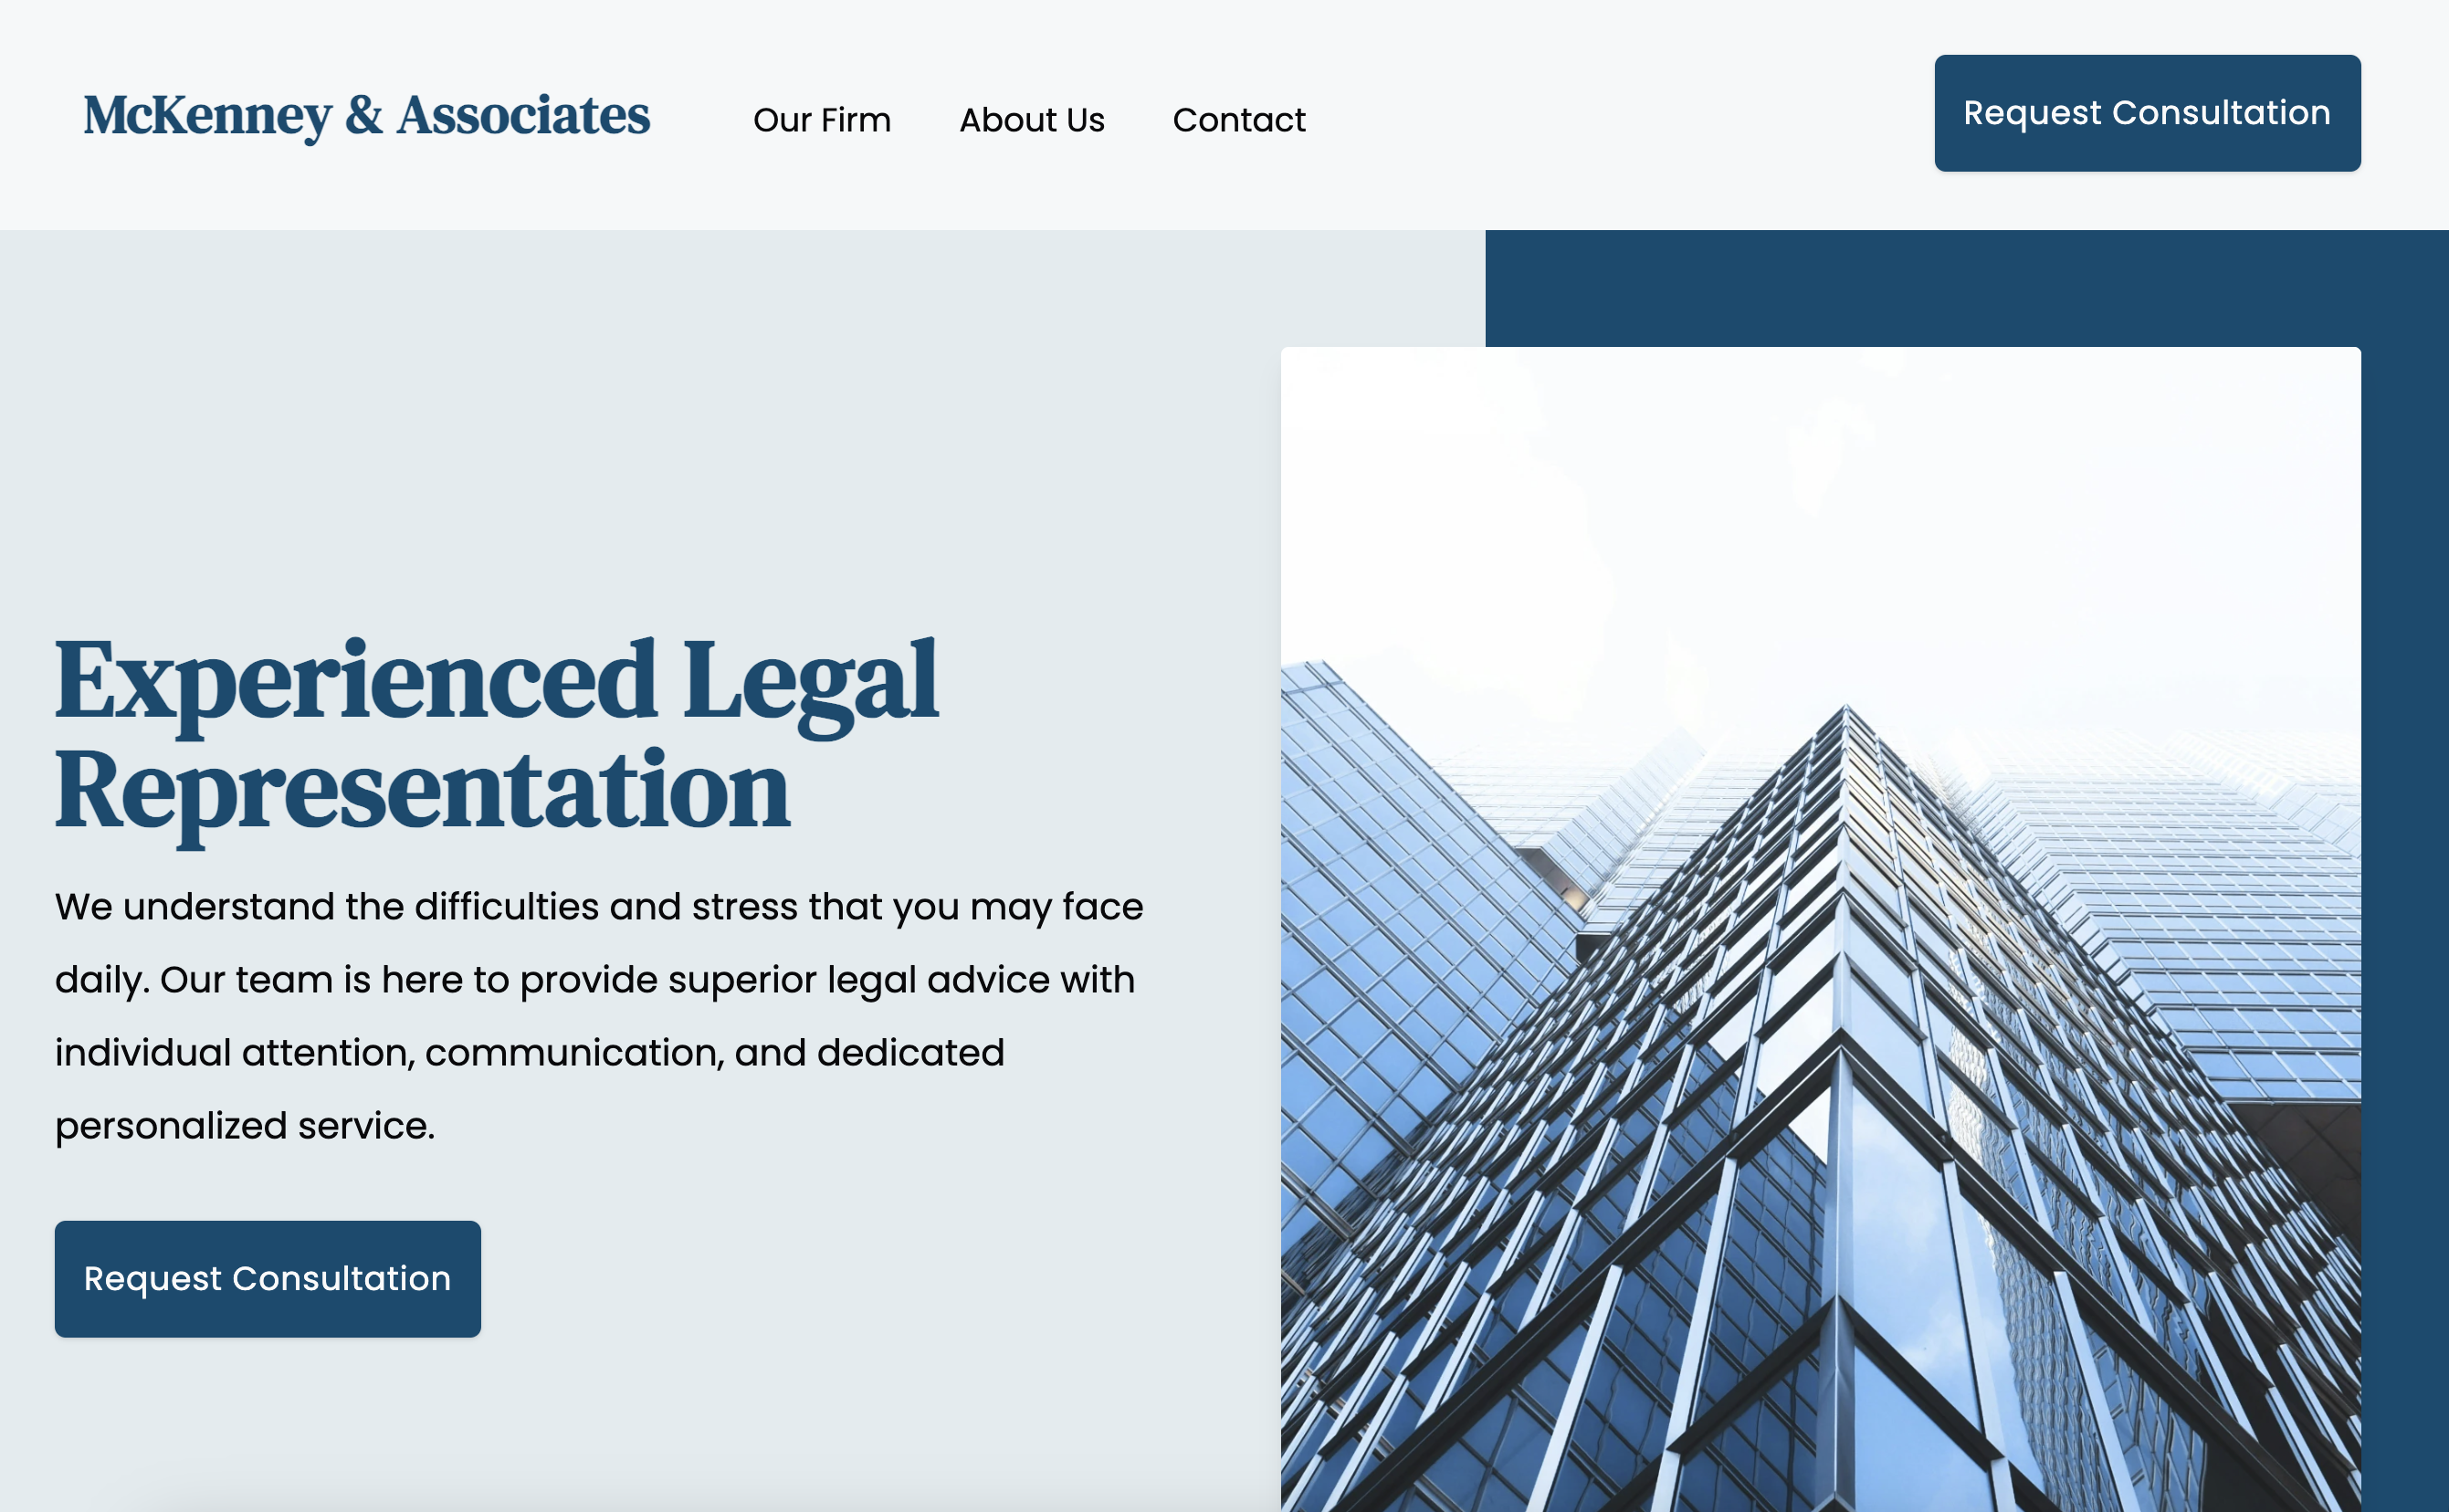 McKenney & Associates
Our Firm
About Us
Contact
Request Consultation
Experienced Legal
Representation
We understand the difficulties and stress that you may face
daily. Our team is here to provide superior legal advice with
individual attention, communication, and dedicated
personalized service.
Request Consultation